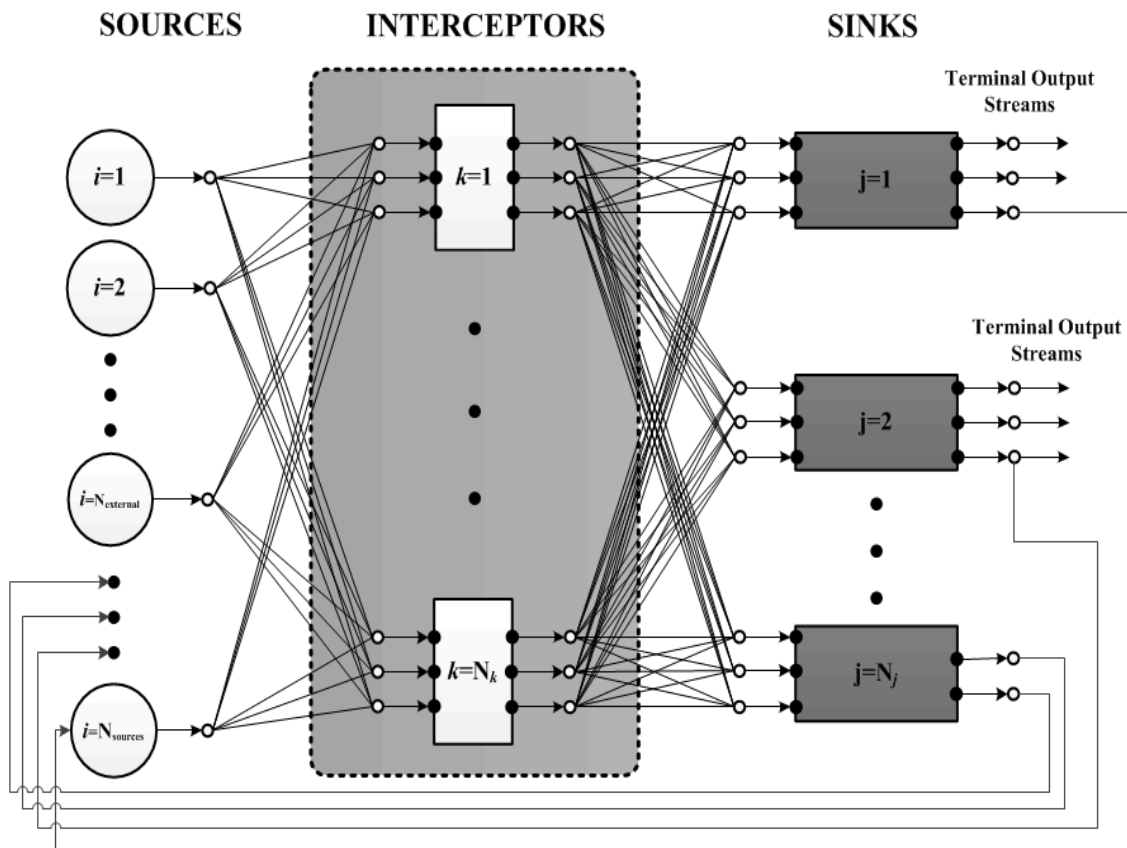 SOURCES
INTERCEPTORS
SINKS
Terminal Output
Streams
i=1
k=1
j=1
i=2
Terminal Output
Streams
j=2
i=Nexternal
k=Nk
j=Nj
i=Nsources